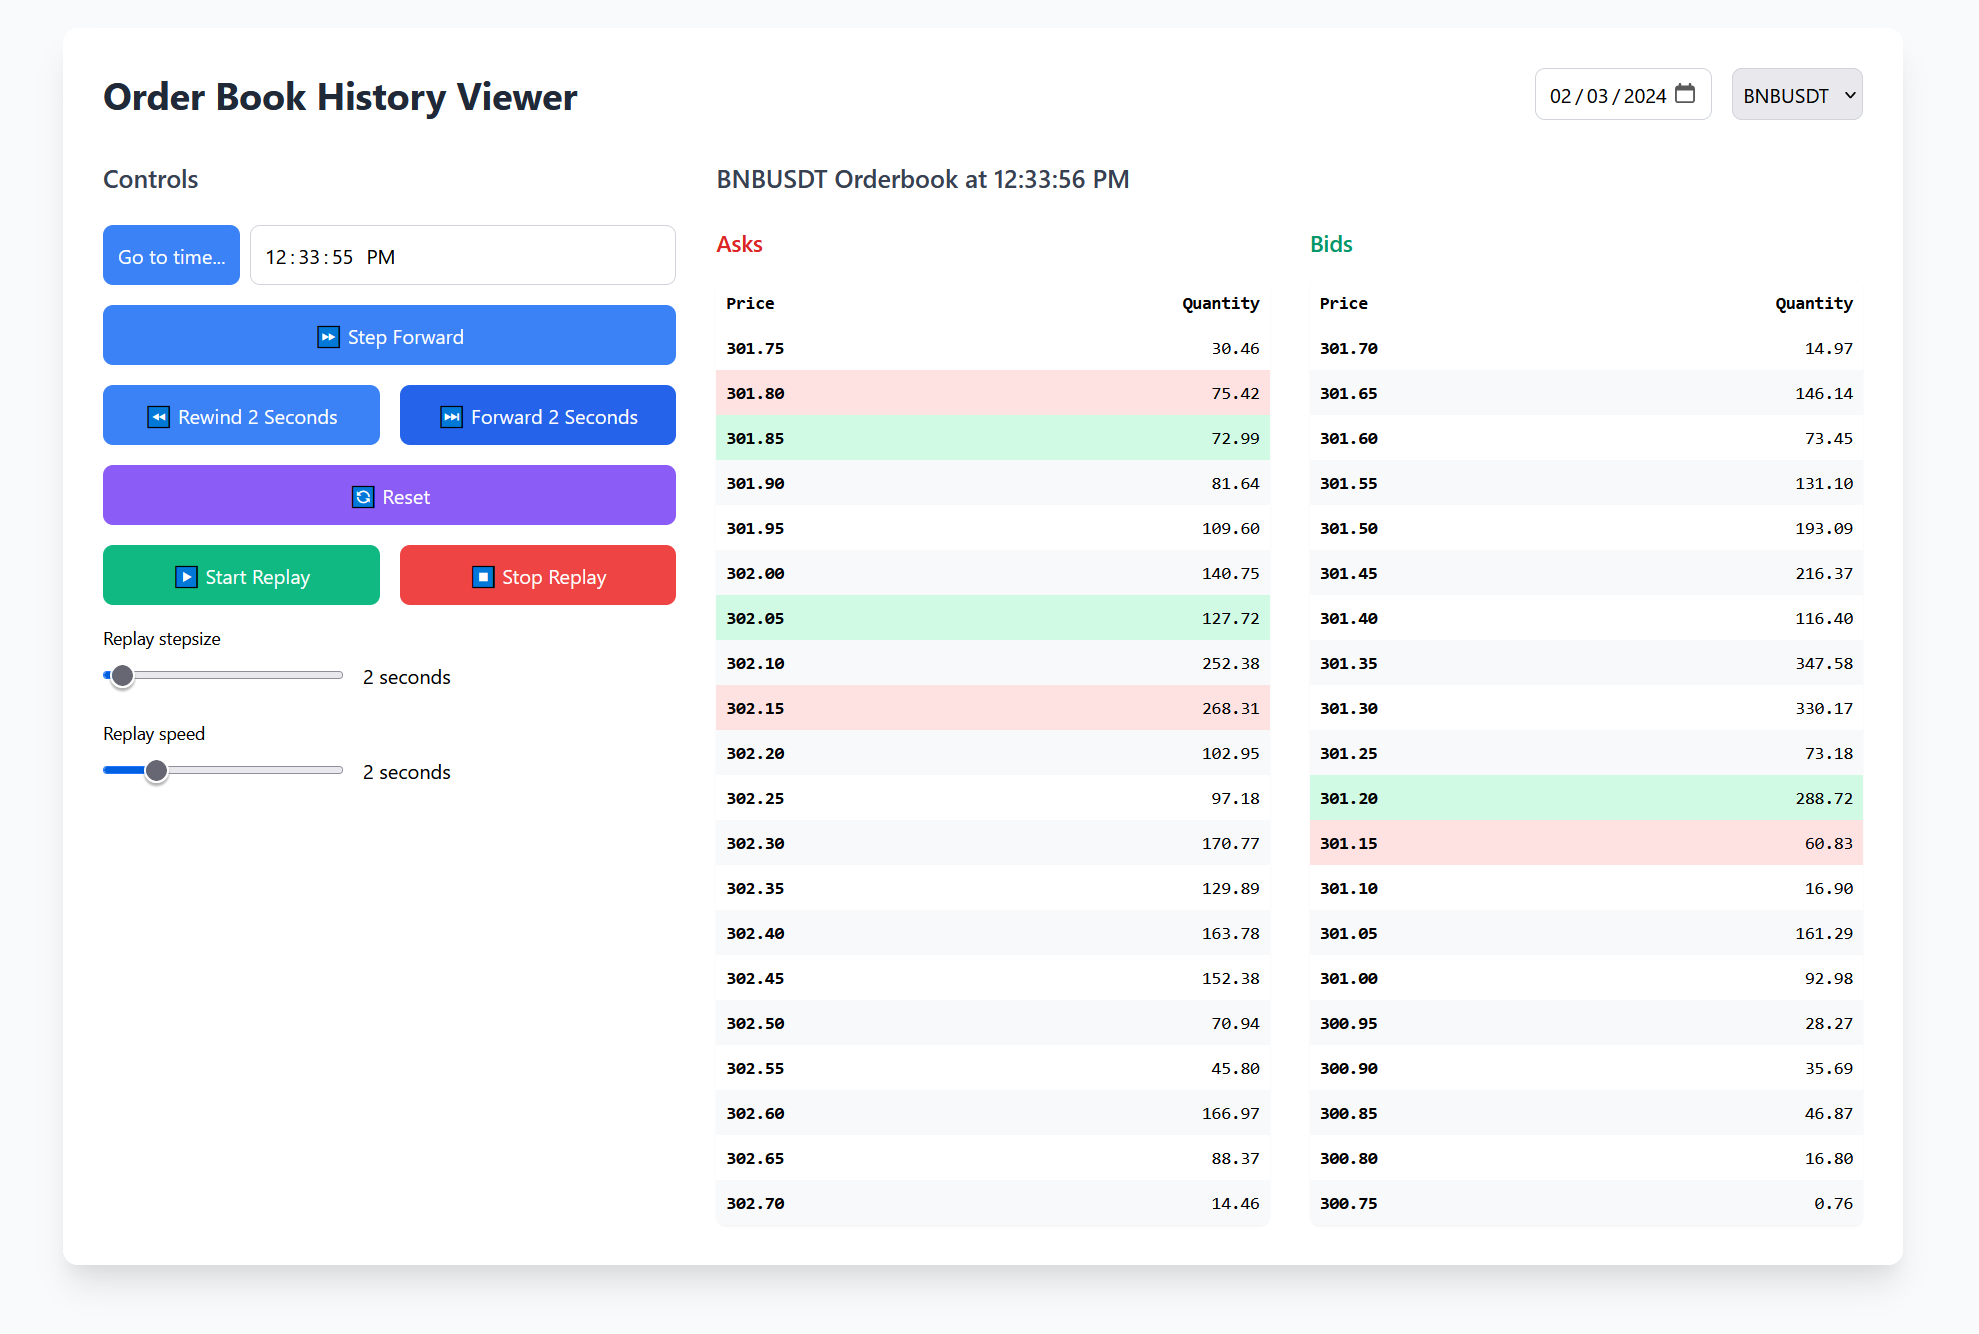 Order Book History Viewer
02/03/2024
BNBUSDT
Controls
Go to time...
12:33:55 PM
Step Forward
Rewind 2 Seconds
Forward 2 Seconds
Reset
Start Replay
Stop Replay
Replay stepsize
2 seconds
Replay speed
2 seconds
BNBUSDT Orderbook at 12:33:56 PM
Asks
Price Quantity
301.75 30.46
301.80 75.42
301.85 72.99
301.90 81.64
301.95 109.60
302.00 140.75
302.05 127.72
302.10 252.38
302.15 268.31
302.20 102.95
302.25 97.18
302.30 170.77
302.35 129.89
302.40 163.78
302.45 152.38
302.50 70.94
302.55 45.80
302.60 166.97
302.65 88.37
302.70 14.46
Bids
Price Quantity
301.70 14.97
301.65 146.14
301.60 73.45
301.55 131.10
301.50 193.09
301.45 216.37
301.40 116.40
301.35 347.58
301.30 330.17
301.25 73.18
301.20 288.72
301.15 60.83
301.10 16.90
301.05 161.29
301.00 92.98
300.95 28.27
300.90 35.69
300.85 46.87
300.80 16.80
300.75 0.76